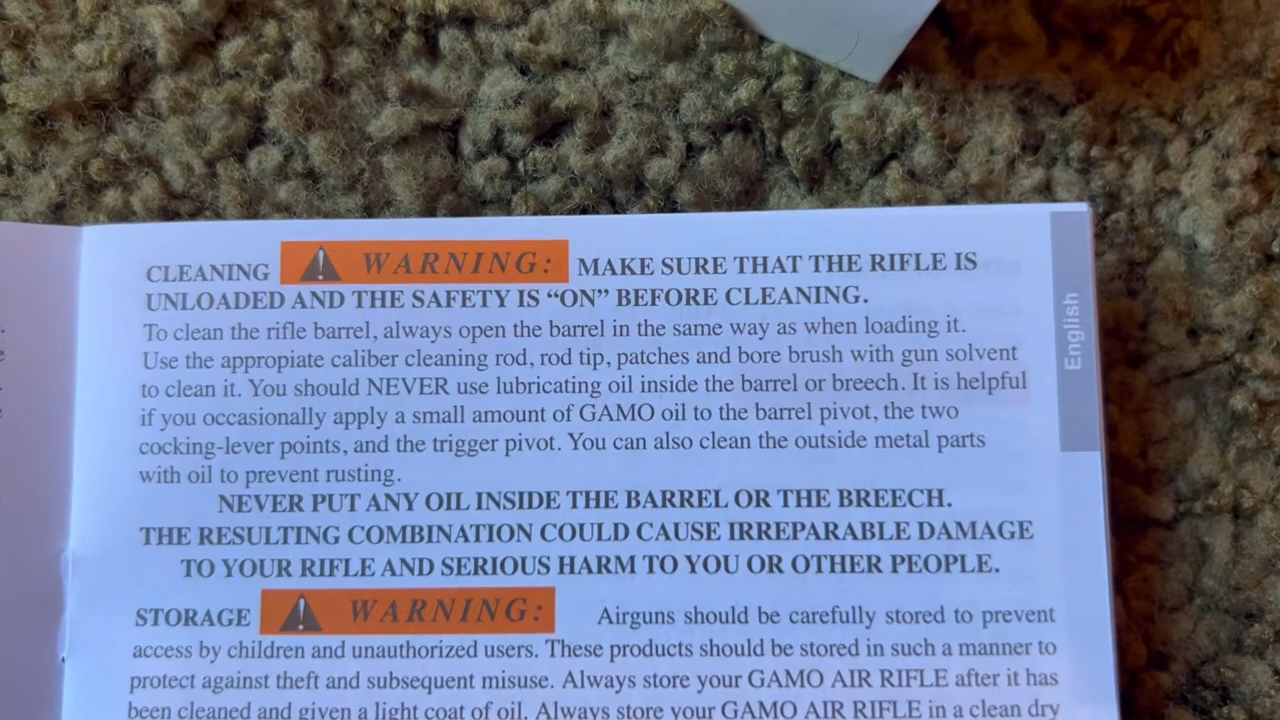 CLEANING WARNING: MAKE SURE THAT THE RIFLE IS
UNLOADED AND THE SAFETY IS “ON” BEFORE CLEANING.
To clean the rifle barrel, always open the barrel in the same way as when loading it.
Use the appropiate caliber cleaning rod, rod tip, patches and bore brush with gun solvent
to clean it. You should NEVER use lubricating oil inside the barrel or breech. It is helpful
if you occasionally apply a small amount of GAMO oil to the barrel pivot, the two
cocking-lever points, and the trigger pivot. You can also clean the outside metal parts
with oil to prevent rusting.
NEVER PUT ANY OIL INSIDE THE BARREL OR THE BREECH.
THE RESULTING COMBINATION COULD CAUSE IRREPARABLE DAMAGE
TO YOUR RIFLE AND SERIOUS HARM TO YOU OR OTHER PEOPLE.
STORAGE WARNING: Airguns should be carefully stored to prevent
access by children and unauthorized users. These products should be stored in such a manner to
protect against theft and subsequent misuse. Always store your GAMO AIR RIFLE after it has
been cleaned and given a light coat of oil. Always store your GAMO AIR RIFLE in a clean dry
English